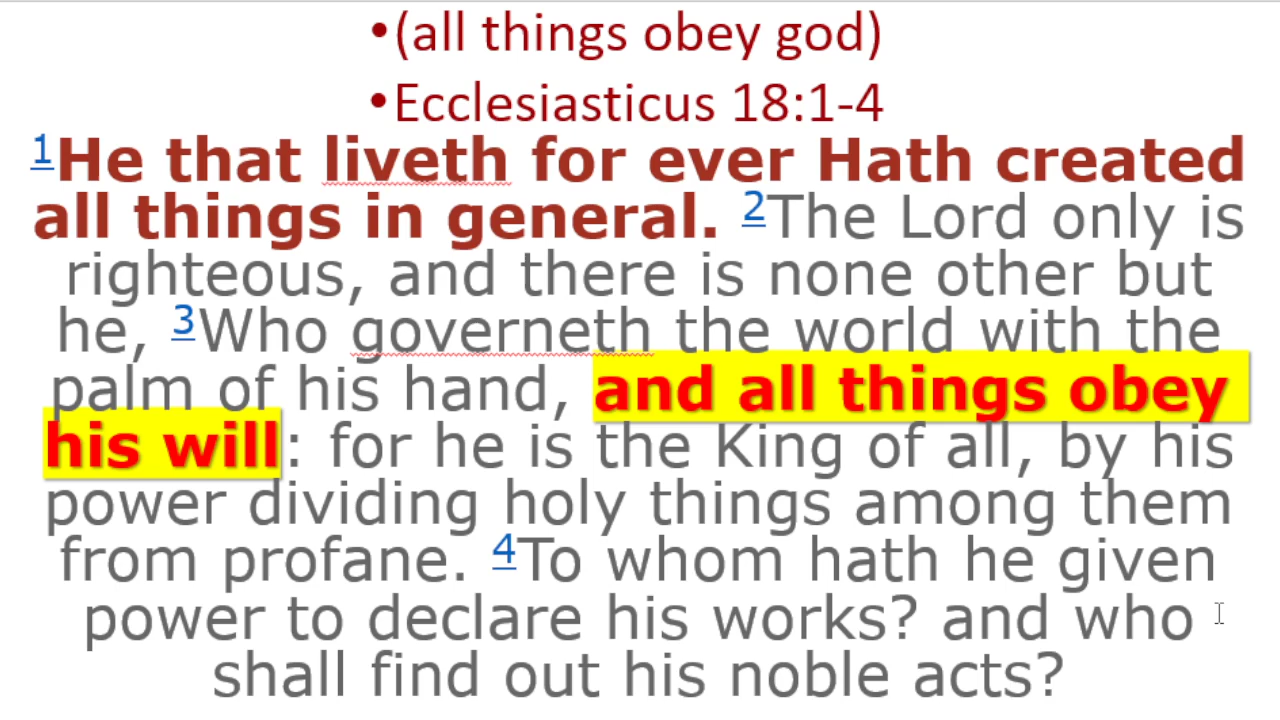 •(all things obey god)
•Ecclesiasticus 18:1-4
1He that liveth for ever Hath created
all things in general. 2The Lord only is
righteous, and there is none other but
he, 3Who governeth the world with the
palm of his hand, and all things obey
his will: for he is the King of all, by his
power dividing holy things among them
from profane. 4To whom hath he given
power to declare his works? and who
shall find out his noble acts?